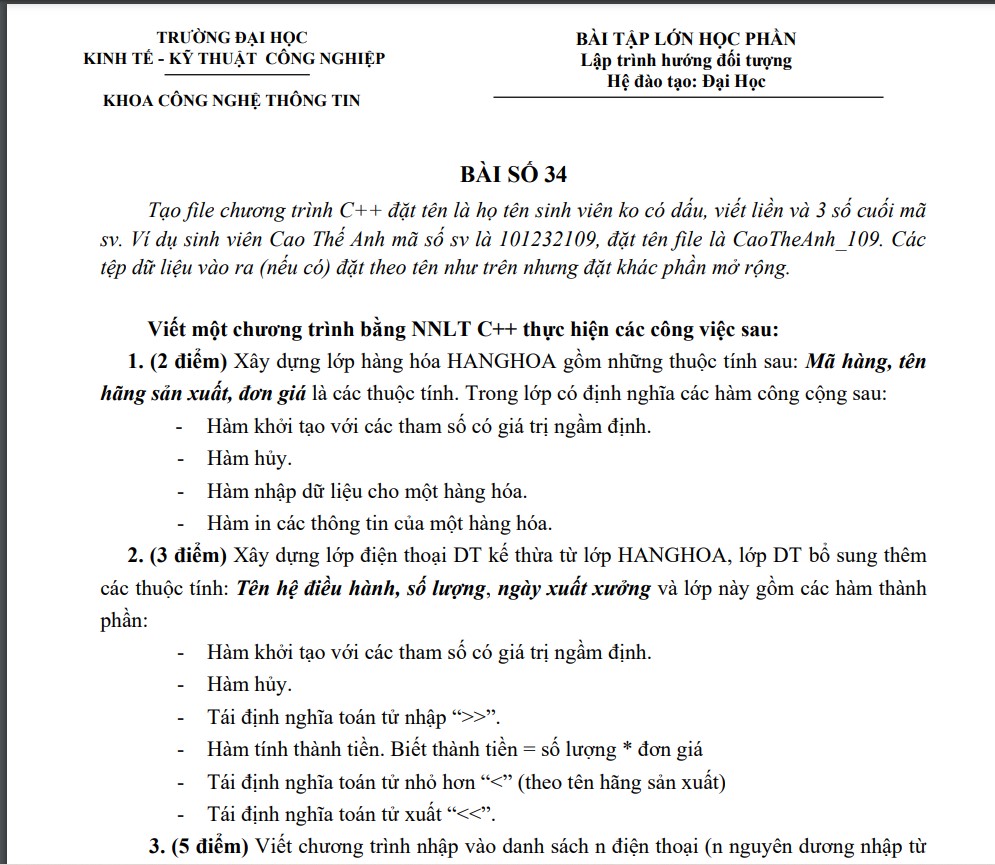 TRƯỜNG ĐẠI HỌC
KINH TẾ - KỸ THUẬT CÔNG NGHIỆP
KHOA CÔNG NGHỆ THÔNG TIN
BÀI TẬP LỚN HỌC PHẦN
Lập trình hướng đối tượng
Hệ đào tạo: Đại Học
BÀI SỐ 34
Tạo file chương trình C++ đặt tên là họ tên sinh viên ko có dấu, viết liền và 3 số cuối mã
sv. Ví dụ sinh viên Cao Thế Anh mã số sv là 101232109, đặt tên file là CaoTheAnh_109. Các
tệp dữ liệu vào ra (nếu có) đặt theo tên như trên nhưng đặt khác phần mở rộng.
Viết một chương trình bằng NNLT C++ thực hiện các công việc sau:
1. (2 điểm) Xây dựng lớp hàng hóa HANGHOA gồm những thuộc tính sau: Mã hàng, tên
hãng sản xuất, đơn giá là các thuộc tính. Trong lớp có định nghĩa các hàm công cộng sau:
- Hàm khởi tạo với các tham số có giá trị ngầm định.
- Hàm hủy.
- Hàm nhập dữ liệu cho một hàng hóa.
- Hàm in các thông tin của một hàng hóa.
2. (3 điểm) Xây dựng lớp điện thoại DT kế thừa từ lớp HANGHOA, lớp DT bổ sung thêm
các thuộc tính: Tên hệ điều hành, số lượng, ngày xuất xưởng và lớp này gồm các hàm thành
phần:
- Hàm khởi tạo với các tham số có giá trị ngầm định.
- Hàm hủy.
- Tái định nghĩa toán tử nhập “>>”.
- Hàm tính thành tiền. Biết thành tiền = số lượng * đơn giá
- Tái định nghĩa toán tử nhỏ hơn “<” (theo tên hãng sản xuất)
- Tái định nghĩa toán tử xuất “<<”.
3. (5 điểm) Viết chương trình nhập vào danh sách n điện thoại (n nguyên dương nhập từ